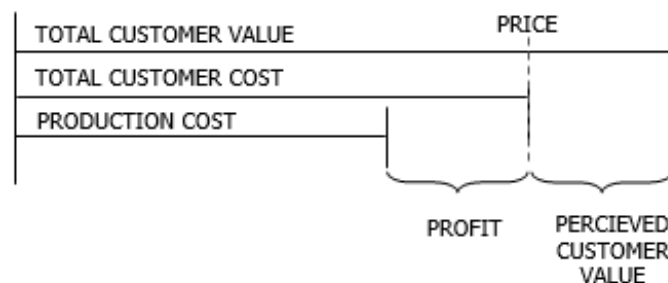 TOTAL CUSTOMER VALUE
PRICE
TOTAL CUSTOMER COST
PRODUCTION COST
PROFIT
PERCIEVED
CUSTOMER
VALUE